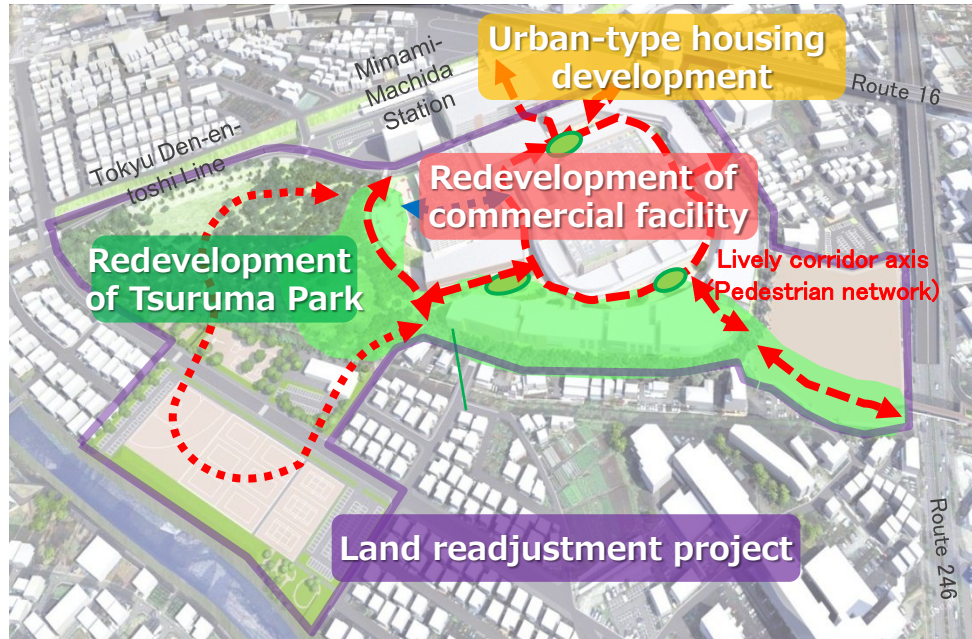 Urban-type housing
development
Mimami-
Machida
Station
Route 16
Tokyu Den-en-
toshi Line
Redevelopment of
commercial facility
Redevelopment
of Tsuruma Park
Lively corridor axis
(Pedestrian network)
Land readjustment project
Route 246